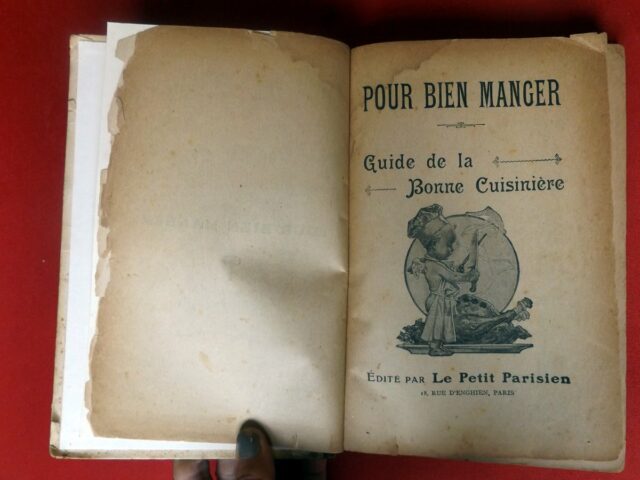 POUR BIEN MANGER
Guide de la
Bonne Cuisinière
ÉDITÉ PAR Le Petit Parisien
18, RUE D'ENGHIEN, PARIS